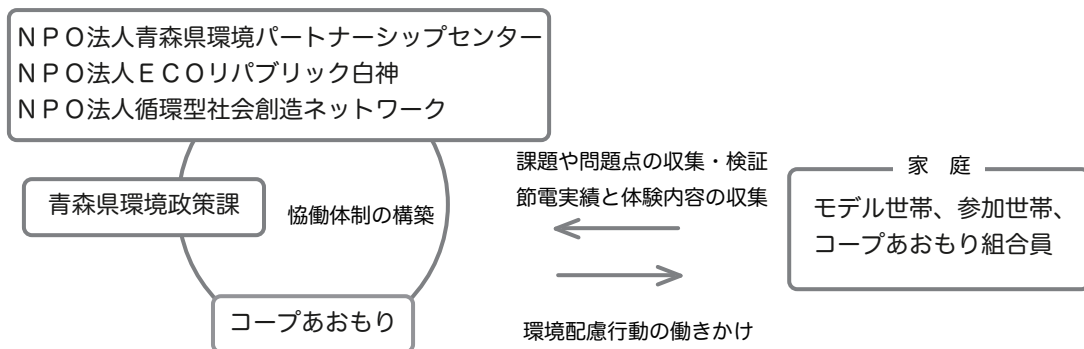 ＮＰＯ法人青森県環境パートナーシップセンター
ＮＰＯ法人ＥＣＯリパブリック白神
ＮＰＯ法人循環型社会創造ネットワーク
青森県環境政策課
恊働体制の構築
コープあおもり
課題や問題点の収集・検証
節電実績と体験内容の収集
環境配慮行動の働きかけ
家　庭
モデル世帯、参加世帯、
コープあおもり組合員